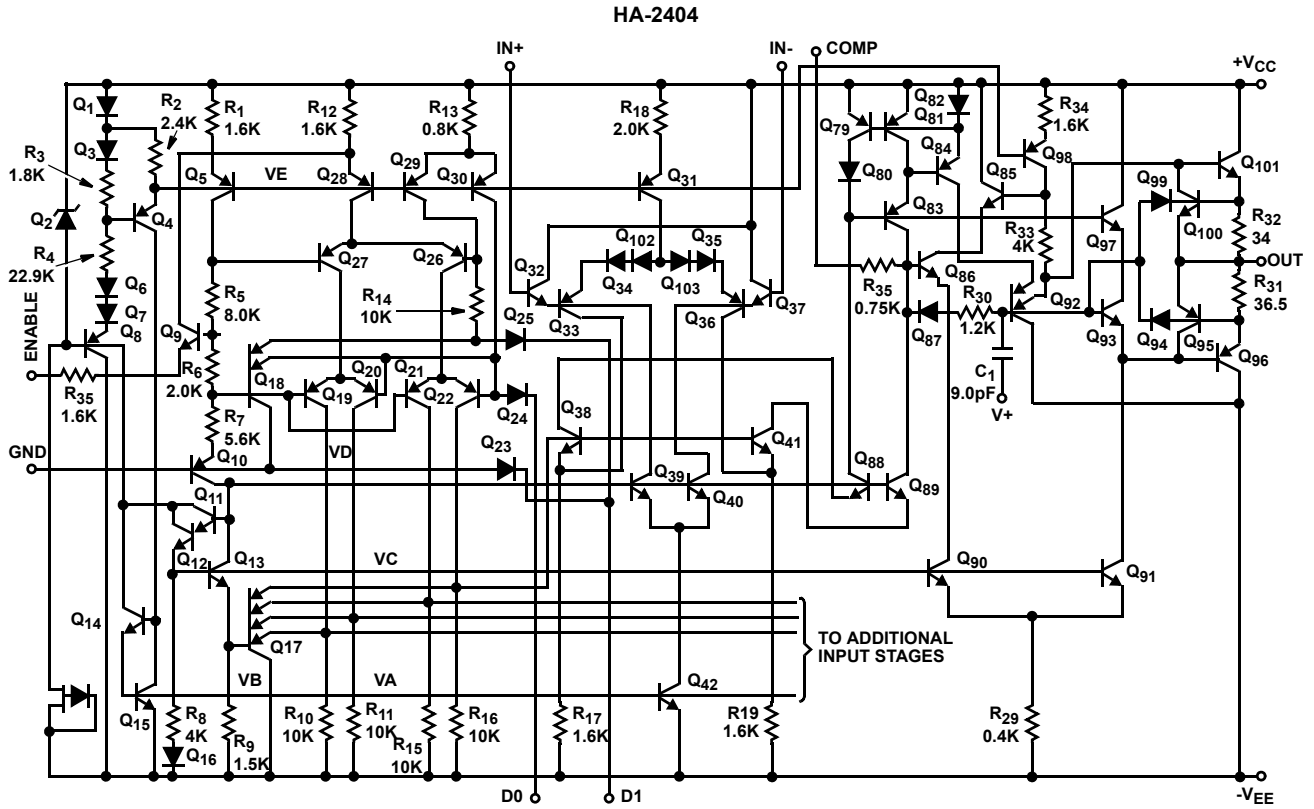 HA-2404
IN+
IN-
COMP
+VCC
Q1
R2
2.4K
R1
1.6K
R12
1.6K
R13
0.8K
R18
2.0K
Q82
Q81
R34
1.6K
Q3
R3
1.8K
Q79
Q84
Q98
Q101
Q5
VE
Q28
Q29
Q30
Q31
Q80
Q85
Q99
Q2
Q4
Q83
R33
4K
Q97
Q100
R32
34
R4
22.9K
Q27
Q26
Q32
Q102
Q35
Q34
Q103
Q37
R35
0.75K
Q86
OUT
Q6
Q7
R5
8.0K
R14
10K
Q33
Q36
R30
1.2K
Q92
R31
36.5
Q8
Q9
Q25
Q87
Q93
Q94
Q95
Q96
ENABLE
R35
1.6K
R6
2.0K
Q18
Q20
Q21
Q19
Q22
Q24
C1
9.0pF
V+
R7
5.6K
Q38
Q41
GND
Q10
VD
Q23
Q39
Q40
Q88
Q89
Q11
Q12
Q13
VC
Q90
Q91
Q14
Q17
TO ADDITIONAL
INPUT STAGES
VB
VA
Q42
Q15
R8
4K
Q16
R9
1.5K
R10
10K
R11
10K
R15
10K
R16
10K
R17
1.6K
R19
1.6K
R29
0.4K
D0
D1
-VEE